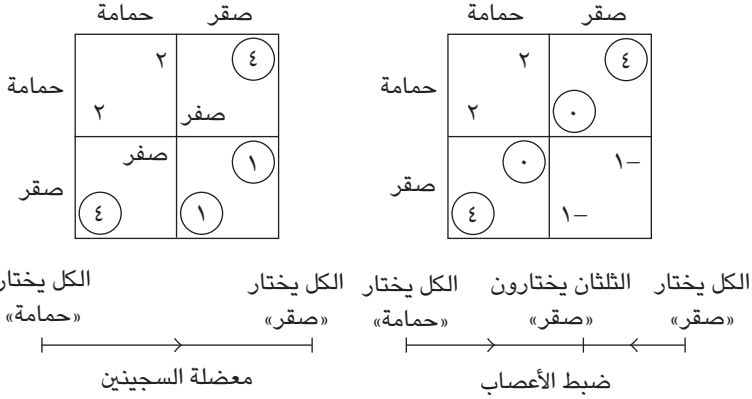 صقر حمامة
٤ ٢
حمامة
صفر ٢
١ صفر
صقر
١ ٤
الكل يختار الكل يختار
«صقر» «حمامة»
معضلة السجينين
صقر حمامة
٤ ٢
حمامة
٠ ٢
−١ ٠
صقر
−١ ٤
الكل يختار الثلثان يختارون الكل يختار
«صقر» «صقر» «حمامة»
ضبط الأعصاب